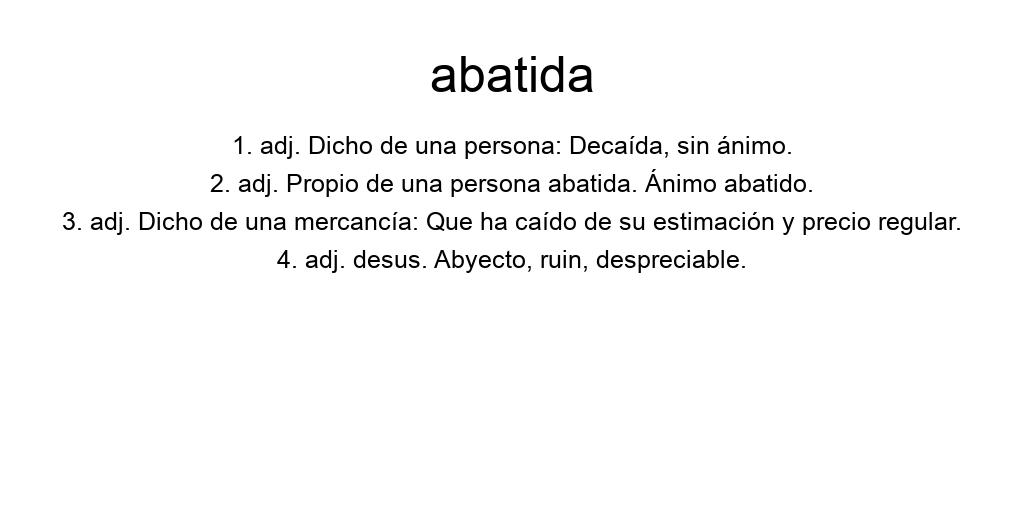 abatida
1. adj. Dicho de una persona: Decaída, sin ánimo.
2. adj. Propio de una persona abatida. Ánimo abatido.
3. adj. Dicho de una mercancía: Que ha caído de su estimación y precio regular.
4. adj. desus. Abyecto, ruin, despreciable.